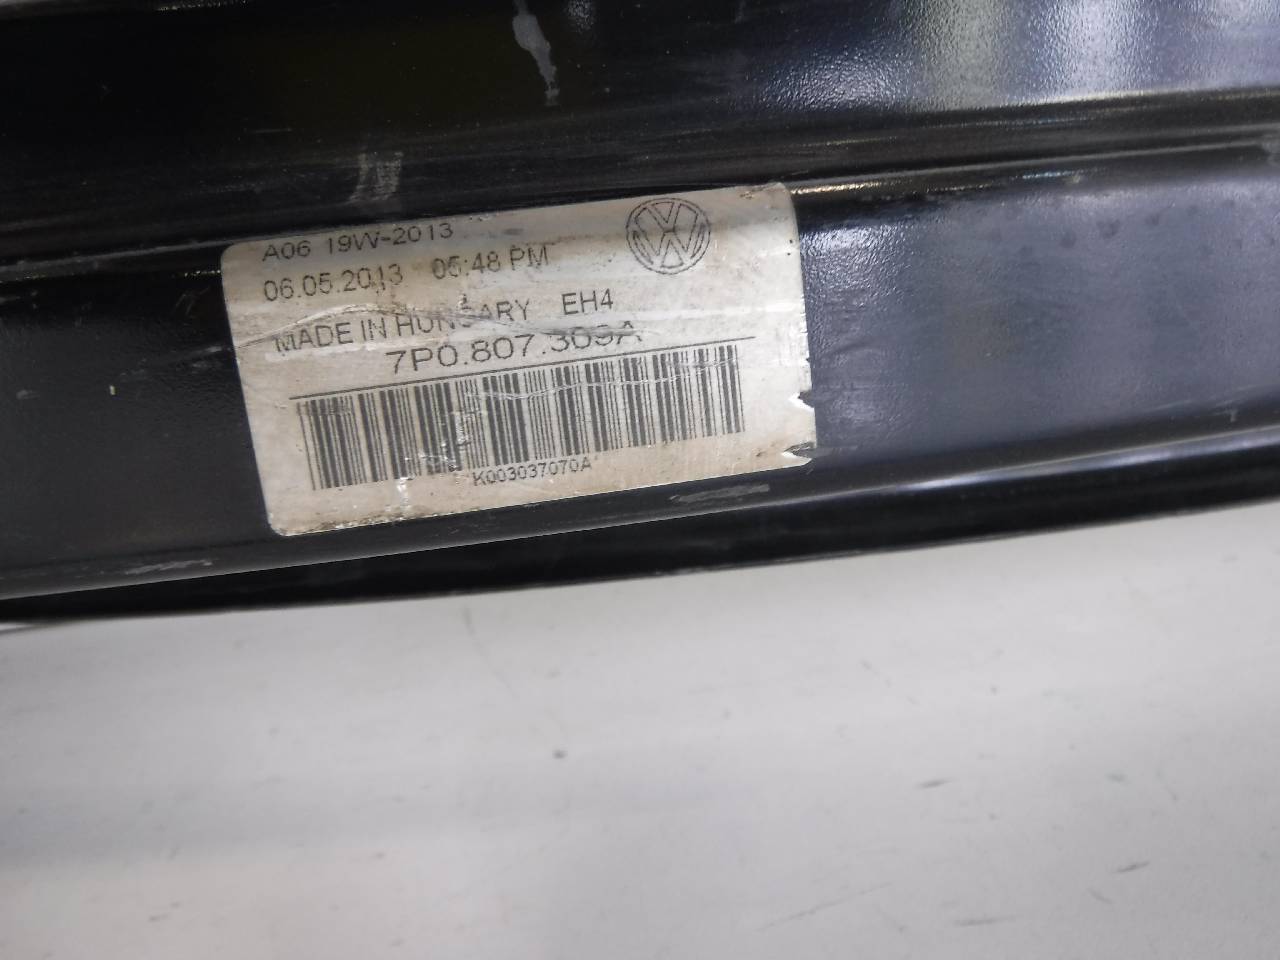 A06 19W-2013
06.05.2013 05:48 PM
MADE IN HUNGARY EH4
7P0.807.309A
K003037070A